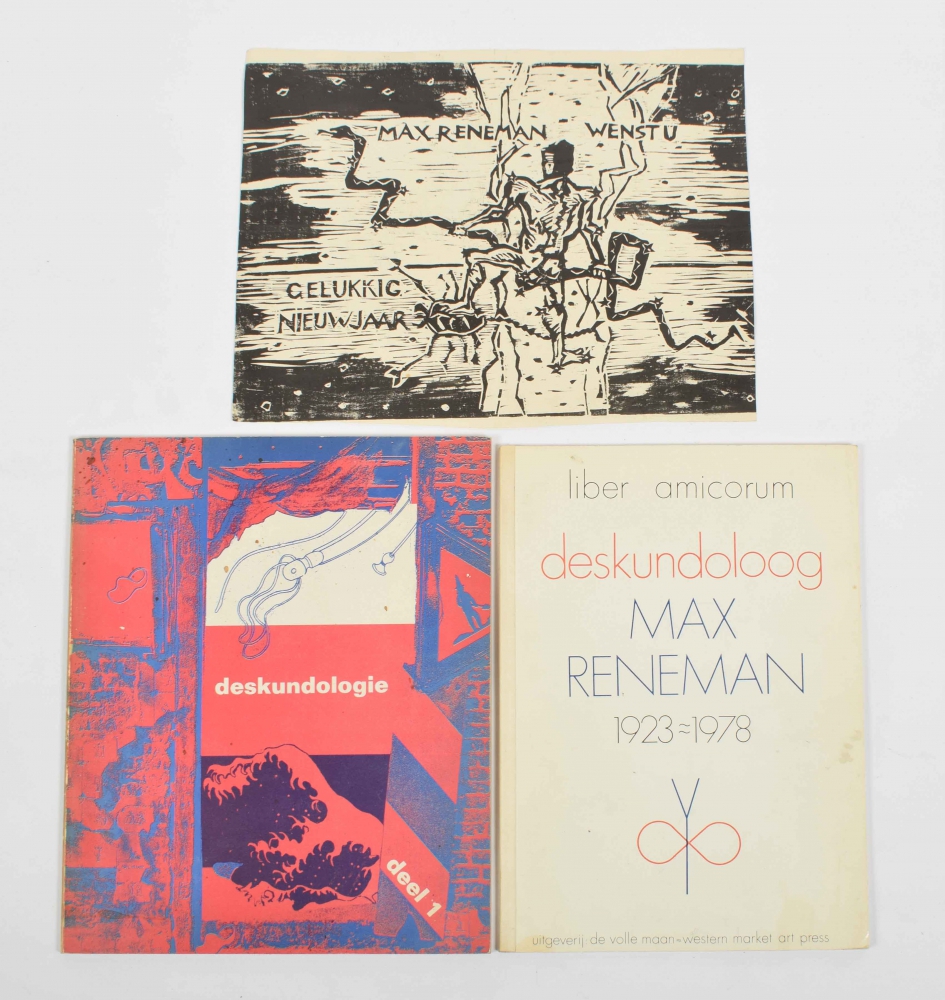 MAX RENEMAN WENST U
GELUKKIG
NIEUWJAAR
deskundologie
deel 1
liber amicorum
deskundoloog
MAX
RENEMAN
1923≈1978
uitgeverij: de volle maan≈western market art press